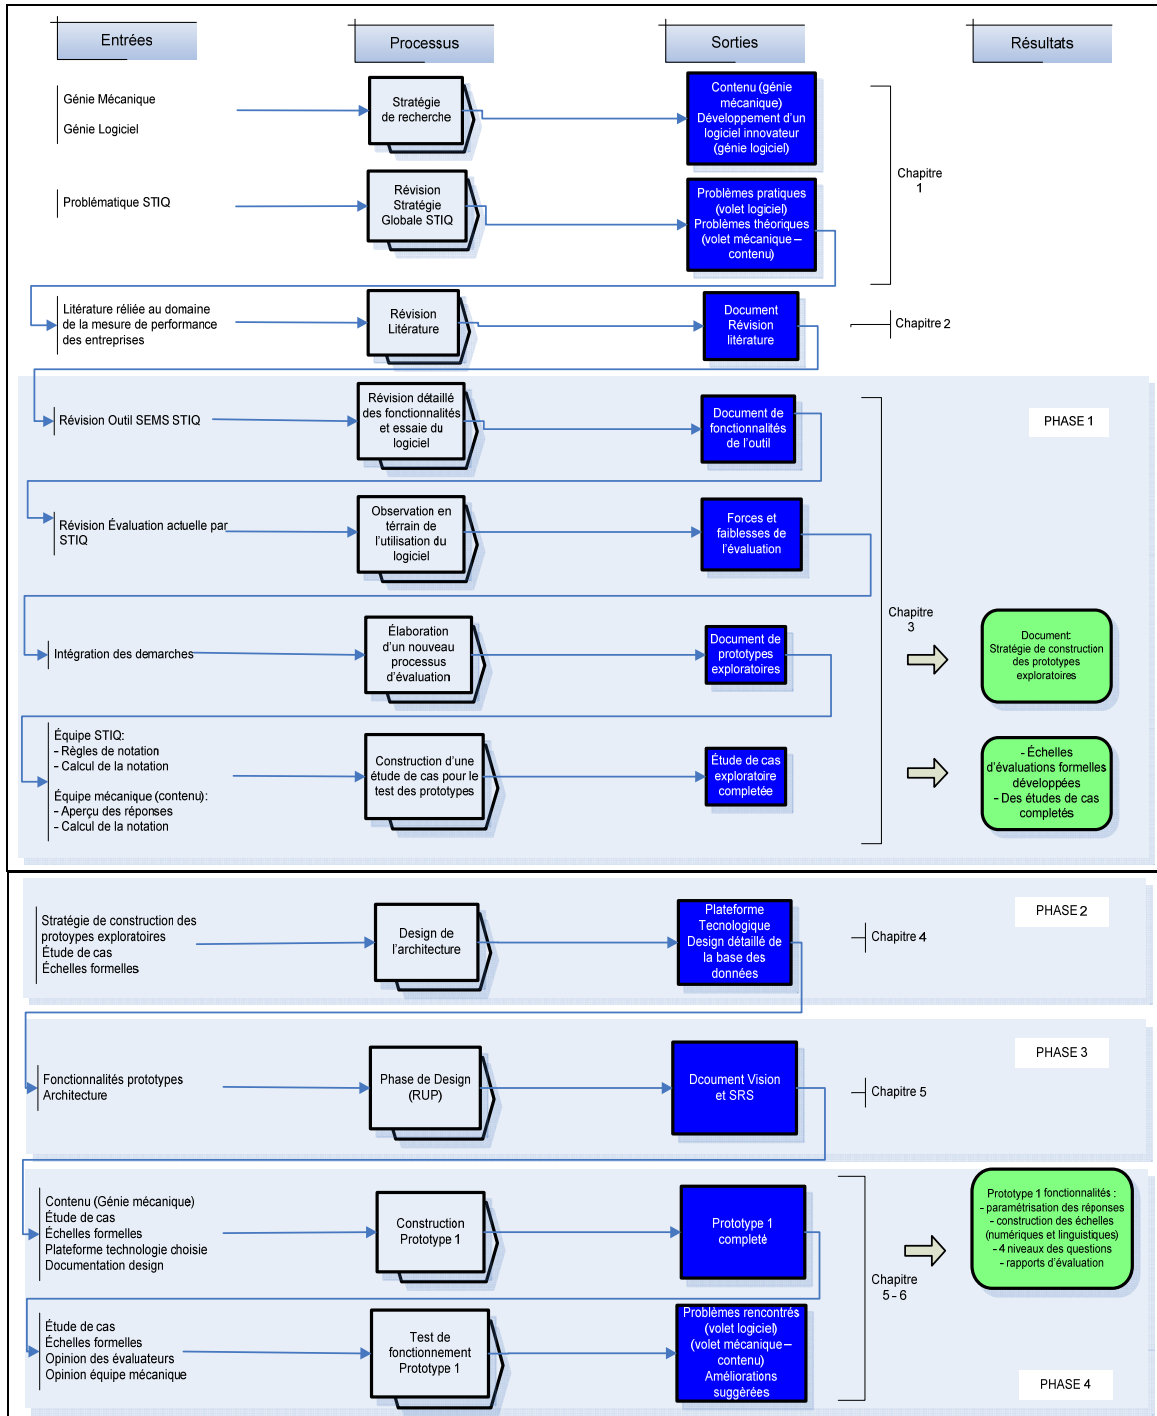 Entrées
Processus
Sorties
Résultats
Génie Mécanique
Génie Logiciel
Stratégie
de recherche
Contenu (génie
mécanique)
Développement d'un
logiciel innovateur
(génie logiciel)
Chapitre
1
Problématique STIQ
Révision
Stratégie
Globale STIQ
Problèmes pratiques
(volet logiciel)
Problèmes théoriques
(volet mécanique –
contenu)
Litérature réliée au domaine
de la mesure de performance
des entreprises
Révision
Litérature
Document
Révision
litérature
Chapitre 2
PHASE 1
Révision Outil SEMS STIQ
Révision détaillé
des fonctionnalités
et essaie du
logiciel
Document de
fonctionnalités
de l'outil
Révision Évaluation actuelle par
STIQ
Observation en
térrain de
l'utilisation du
logiciel
Forces et
faiblesses de
l'évaluation
Chapitre
3
Intégration des demarches
Élaboration
d'un nouveau
processus
d'évaluation
Document de
prototypes
exploratoires
Document:
Stratégie de construction
des prototypes
exploratoires
Équipe STIQ:
- Règles de notation
- Calcul de la notation
Équipe mécanique (contenu):
- Aperçu des réponses
- Calcul de la notation
Construction d'une
étude de cas pour le
test des prototypes
Étude de cas
exploratoire
completée
- Échelles
d'évaluations formelles
développées
- Des études de cas
completés
PHASE 2
Stratégie de construction des
protoypes exploratoires
Étude de cas
Échelles formelles
Design de
l'architecture
Plateforme
Tecnologique
Design détaillé de
la base des
données
Chapitre 4
PHASE 3
Fonctionnalités prototypes
Architecture
Phase de Design
(RUP)
Dcoument Vision
et SRS
Chapitre 5
Contenu (Génie mécanique)
Étude de cas
Échelles formelles
Plateforme technologie choisie
Documentation design
Construction
Prototype 1
Prototype 1
completé
Chapitre
5 - 6
Prototype 1 fonctionnalités :
- paramétrisation des réponses
- construction des échelles
(numériques et linguistiques)
- 4 niveaux des questions
- rapports d'évaluation
Étude de cas
Échelles formelles
Opinion des évaluateurs
Opinion équipe mécanique
Test de
fonctionnement
Prototype 1
Problèmes rencontrés
(volet logiciel)
(volet mécanique –
contenu)
Améliorations
suggèrées
PHASE 4